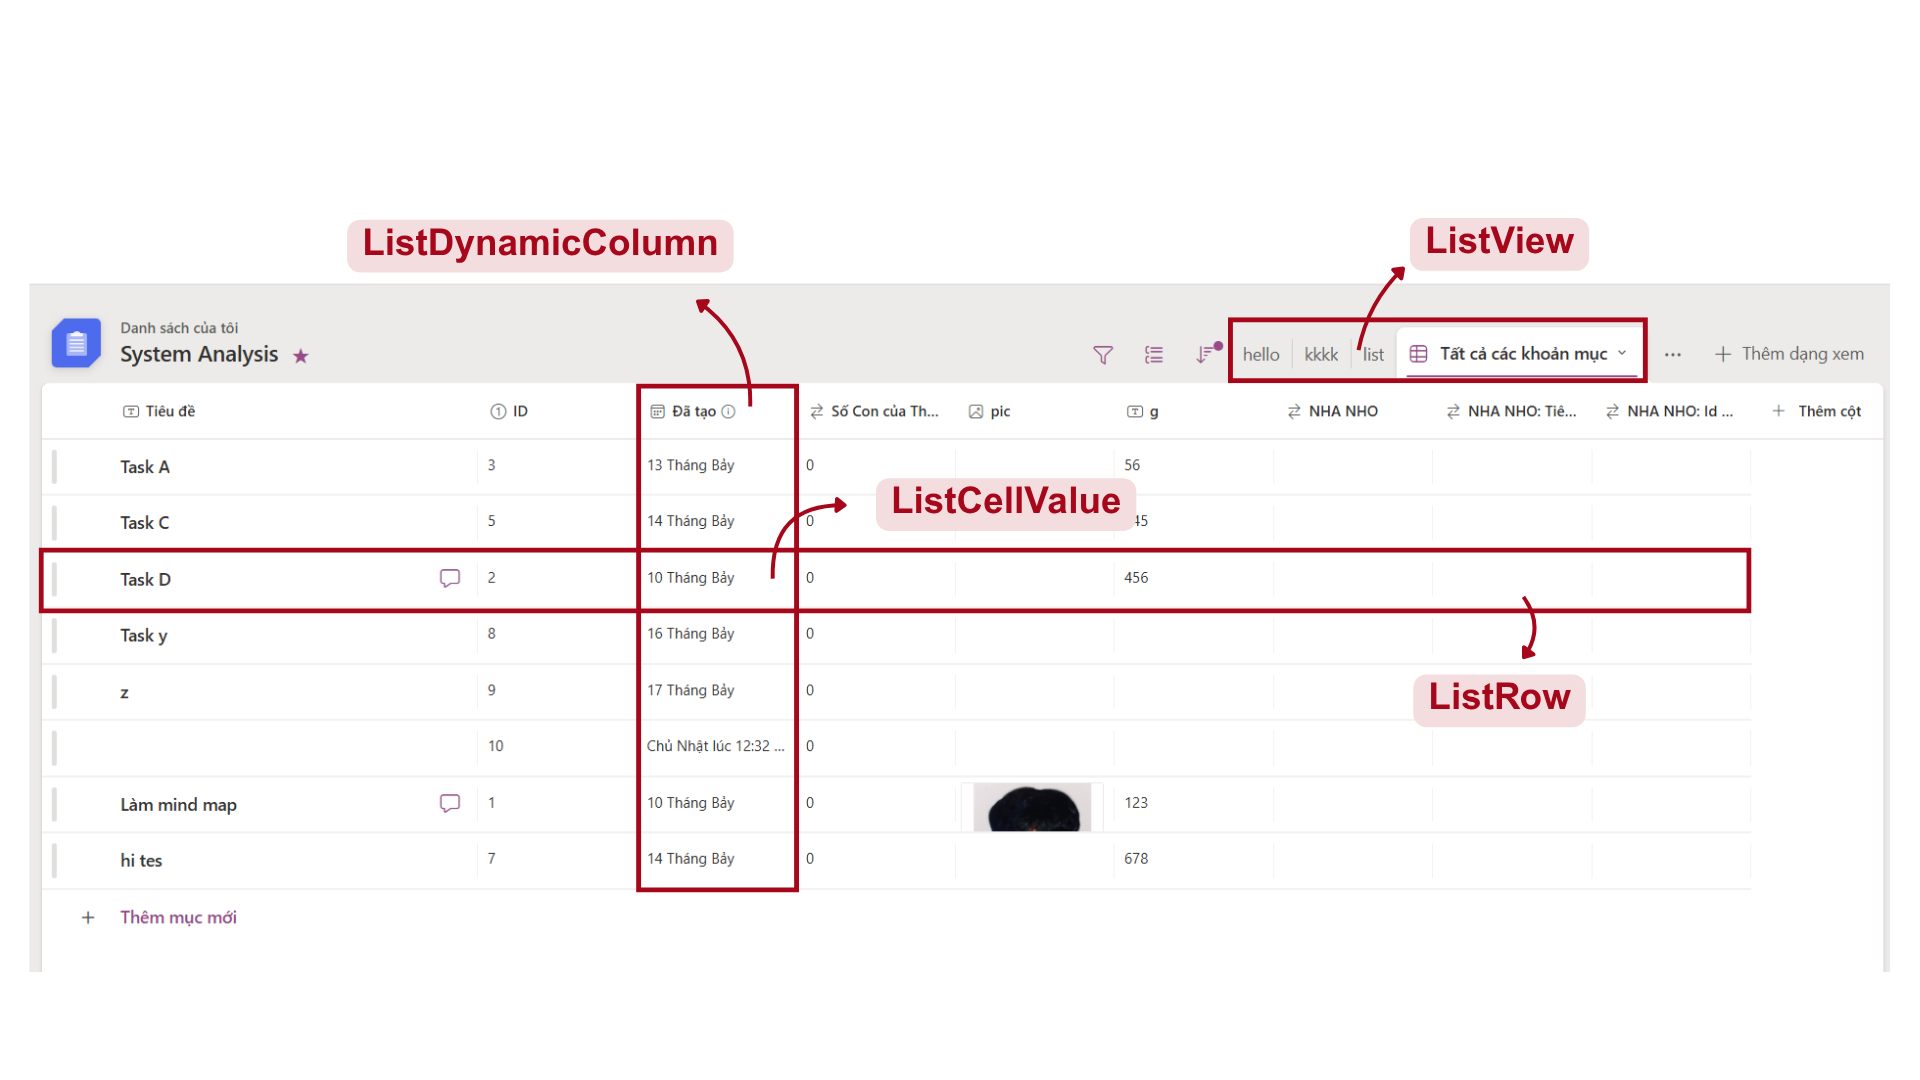 ListDynamicColumn
ListView
Danh sách của tôi
System Analysis
hello kkkk list Tất cả các khoản mục ... Thêm dạng xem
Tiêu đề ID Đã tạo Số Con của Th... pic g NHA NHO NHA NHO: Tiê... NHA NHO: Id ... Thêm cột
Task A 3 13 Tháng Bảy 0 56
ListCellValue
Task C 5 14 Tháng Bảy 0 45
Task D 2 10 Tháng Bảy 0 456
Task y 8 16 Tháng Bảy 0
z 9 17 Tháng Bảy 0
ListRow
10 Chủ Nhật lúc 12:32 ... 0
Làm mind map 1 10 Tháng Bảy 0 123
hi tes 7 14 Tháng Bảy 0 678
Thêm mục mới